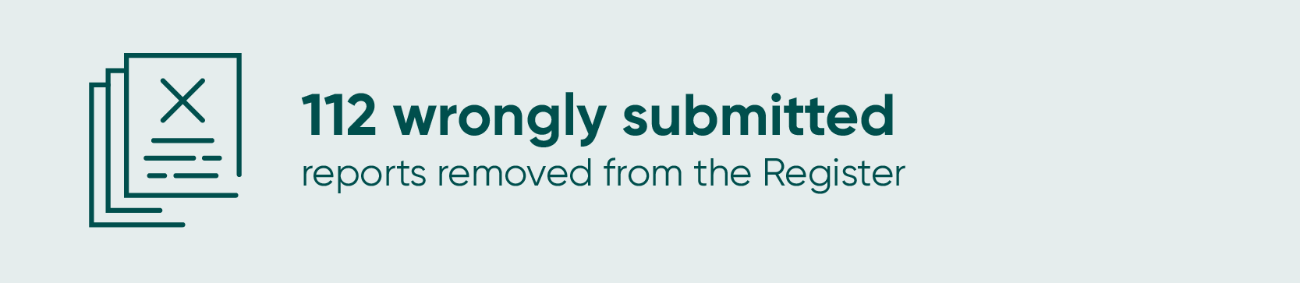 112 wrongly submitted
reports removed from the Register